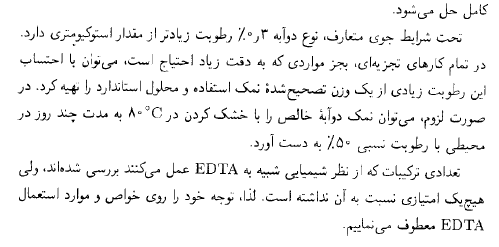 کامل حل می‌شود.
تحت شرایط جوی متعارف، نوع دوآبه ۰٫۳٪ رطوبت زیادتر از مقدار استوکیومتری دارد.
در تمام کارهای تجزیه‌ای، بجز مواردی که به دقت زیاد احتیاج است، می‌توان با احتساب
این رطوبت زیادی از یک وزن تصحیح‌شدهٔ نمک استفاده و محلول استاندارد را تهیه کرد. در
صورت لزوم، می‌توان نمک دوآبهٔ خالص را با خشک کردن در ۸۰°C به مدت چند روز در
محیطی با رطوبت نسبی ۵۰٪ به دست آورد.
تعدادی ترکیبات که از نظر شیمیایی شبیه به EDTA عمل می‌کنند بررسی شده‌اند، ولی
هیچ‌یک امتیازی نسبت به آن نداشته است. لذا، توجه خود را روی خواص و موارد استعمال
EDTA معطوف می‌نماییم.